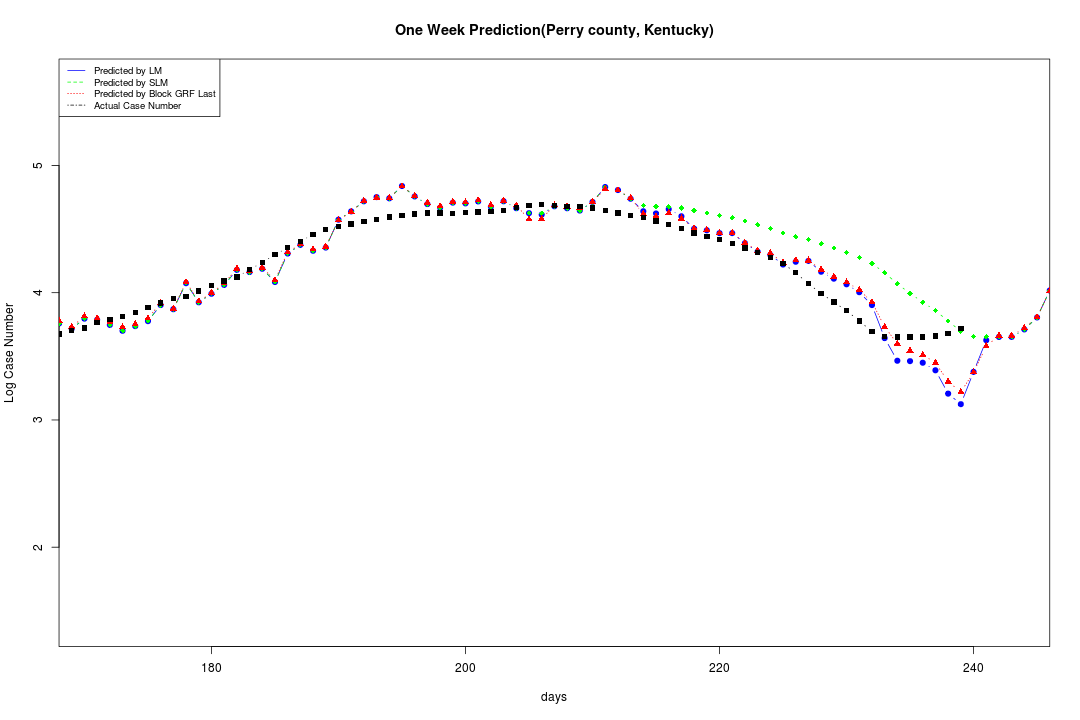 One Week Prediction(Perry county, Kentucky)
Predicted by LM
Predicted by SLM
Predicted by Block GRF Last
Actual Case Number
5
4
3
2
Log Case Number
180
200
220
240
days